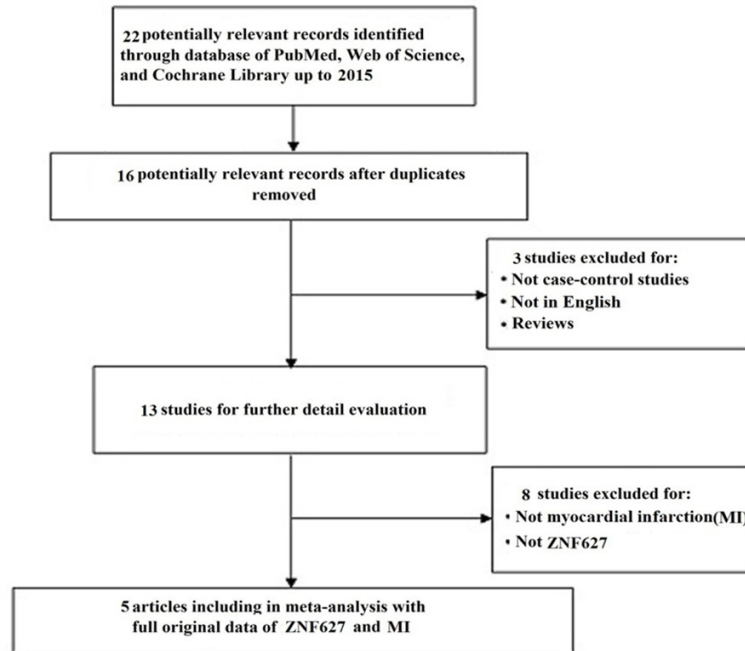 22 potentially relevant records identified
through database of PubMed, Web of Science,
and Cochrane Library up to 2015
16 potentially relevant records after duplicates
removed
3 studies excluded for:
• Not case-control studies
• Not in English
• Reviews
13 studies for further detail evaluation
8 studies excluded for:
• Not myocardial infarction(MI)
• Not ZNF627
5 articles including in meta-analysis with
full original data of ZNF627 and MI